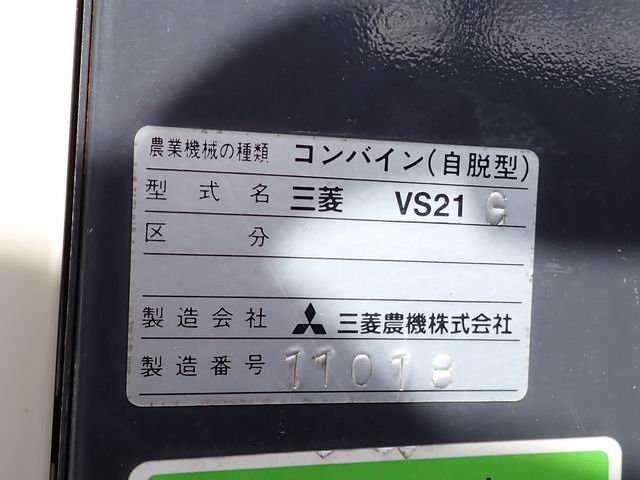 農業機械の種類 コンバイン(自脱型)
型式名 三菱 VS21 G
区分
製造会社 三菱農機株式会社
製造番号 11018